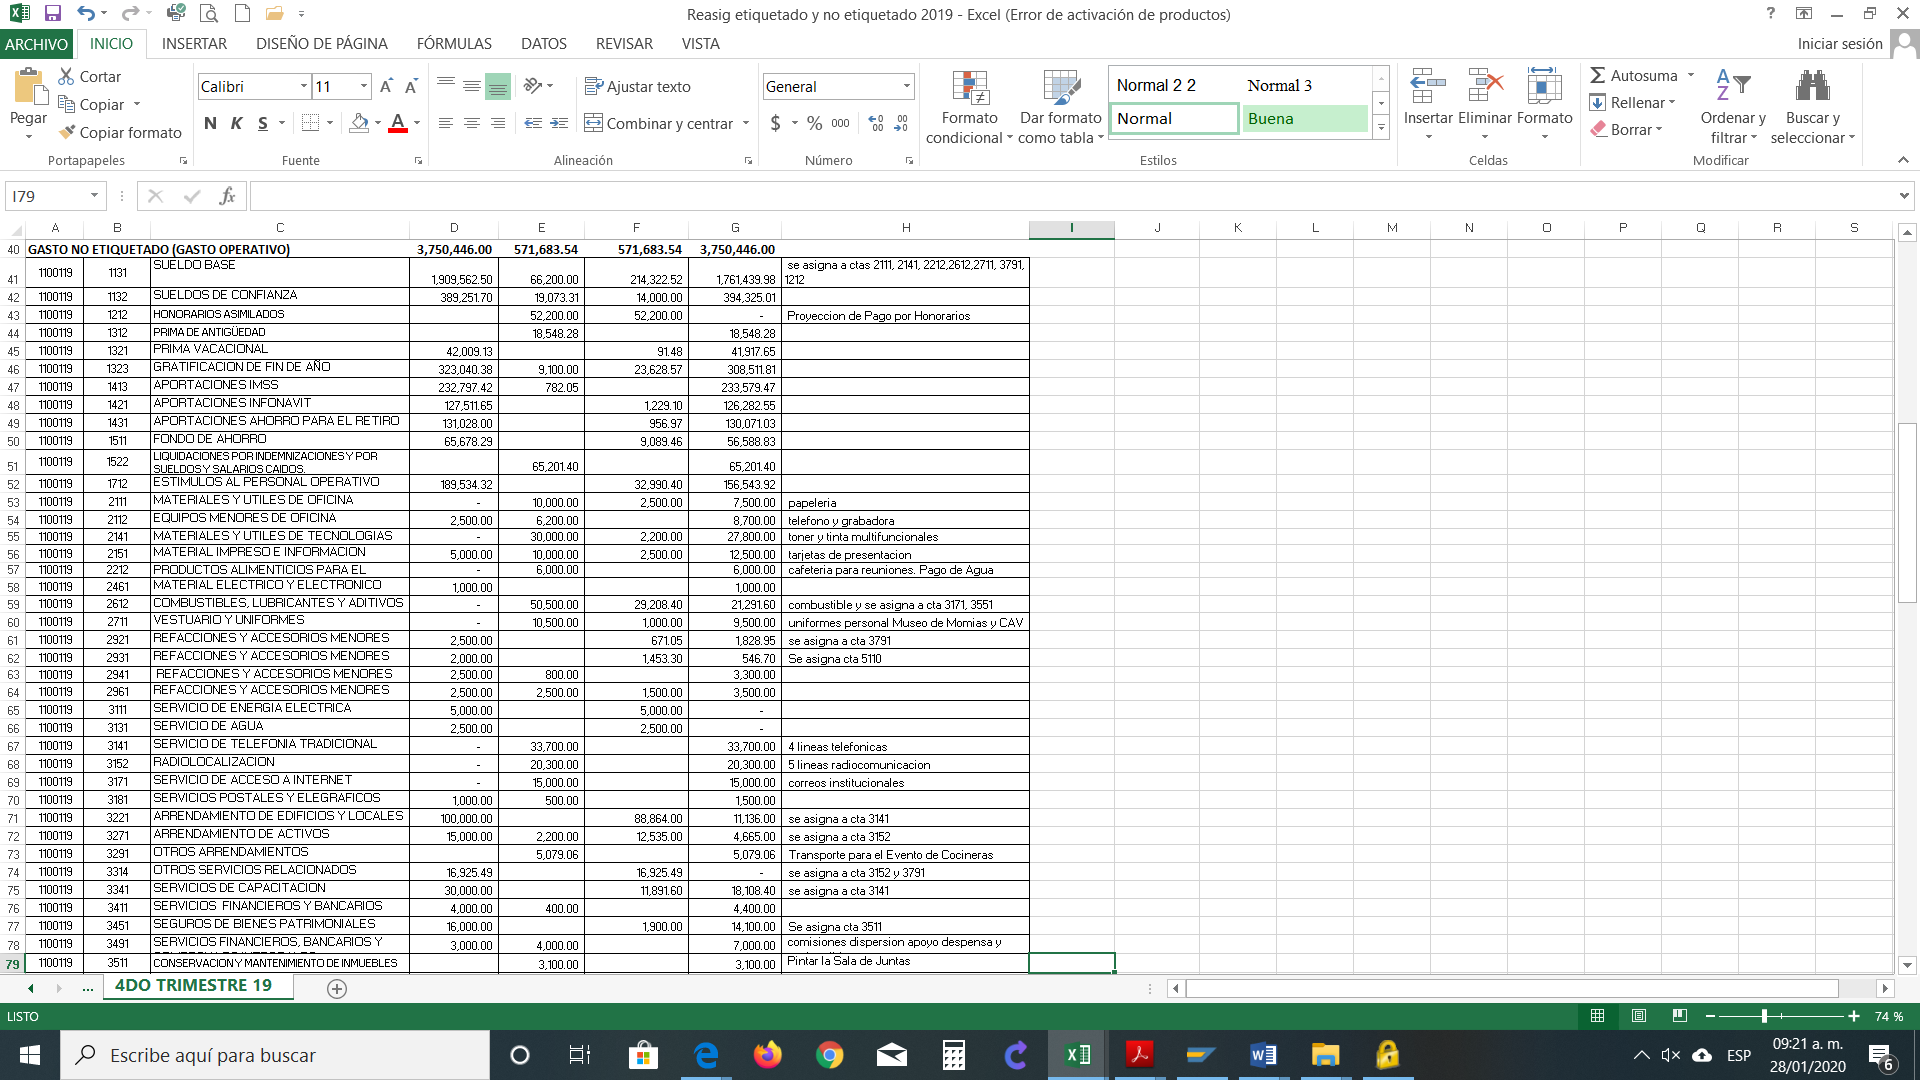 Reasig etiquetado y no etiquetado 2019 - Excel (Error de activación de productos)
ARCHIVO INICIO INSERTAR DISEÑO DE PÁGINA FÓRMULAS DATOS REVISAR VISTA Iniciar sesión
Pegar Cortar Copiar Copiar formato Portapapeles
Calibri 11 N K S A Fuente
Ajustar texto Combinar y centrar Alineación
General $ % 000 Número
Formato condicional Dar formato como tabla
Normal 2 2 Normal 3 Normal Buena Estilos
Insertar Eliminar Formato Celdas
Autosuma Rellenar Borrar Ordenar y filtrar Buscar y seleccionar Modificar
I79 fx
A B C D E F G H I J K L M N O P Q R S
40 GASTO NO ETIQUETADO (GASTO OPERATIVO) 3,750,446.00 571,683.54 571,683.54 3,750,446.00
41 1100119 1131 SUELDO BASE 1,909,562.50 66,200.00 214,322.52 1,761,439.98 se asigna a ctas 2111, 2141, 2212,2612,2711, 3791, 1212
42 1100119 1132 SUELDOS DE CONFIANZA 389,251.70 19,073.31 14,000.00 394,325.01
43 1100119 1212 HONORARIOS ASIMILADOS 52,200.00 52,200.00 - Proyeccion de Pago por Honorarios
44 1100119 1312 PRIMA DE ANTIGÜEDAD 18,548.28 18,548.28
45 1100119 1321 PRIMA VACACIONAL 42,009.13 91.48 41,917.65
46 1100119 1323 GRATIFICACION DE FIN DE AÑO 323,040.38 9,100.00 23,628.57 308,511.81
47 1100119 1413 APORTACIONES IMSS 232,797.42 782.05 233,579.47
48 1100119 1421 APORTACIONES INFONAVIT 127,511.65 1,229.10 126,282.55
49 1100119 1431 APORTACIONES AHORRO PARA EL RETIRO 131,028.00 956.97 130,071.03
50 1100119 1511 FONDO DE AHORRO 65,678.29 9,089.46 56,588.83
51 1100119 1522 LIQUIDACIONES POR INDEMNIZACIONES Y POR SUELDOS Y SALARIOS CAIDOS. 65,201.40 65,201.40
52 1100119 1712 ESTIMULOS AL PERSONAL OPERATIVO 189,534.32 32,990.40 156,543.92
53 1100119 2111 MATERIALES Y UTILES DE OFICINA - 10,000.00 2,500.00 7,500.00 papeleria
54 1100119 2112 EQUIPOS MENORES DE OFICINA 2,500.00 6,200.00 8,700.00 telefono y grabadora
55 1100119 2141 MATERIALES Y UTILES DE TECNOLOGIAS - 30,000.00 2,200.00 27,800.00 toner y tinta multifuncionales
56 1100119 2151 MATERIAL IMPRESO E INFORMACION 5,000.00 10,000.00 2,500.00 12,500.00 tarjetas de presentacion
57 1100119 2212 PRODUCTOS ALIMENTICIOS PARA EL - 6,000.00 6,000.00 cafeteria para reuniones. Pago de Agua
58 1100119 2461 MATERIAL ELECTRICO Y ELECTRONICO 1,000.00 1,000.00
59 1100119 2612 COMBUSTIBLES, LUBRICANTES Y ADITIVOS - 50,500.00 29,208.40 21,291.60 combustible y se asigna a cta 3171, 3551
60 1100119 2711 VESTUARIO Y UNIFORMES - 10,500.00 1,000.00 9,500.00 uniformes personal Museo de Momias y CAV
61 1100119 2921 REFACCIONES Y ACCESORIOS MENORES 2,500.00 671.05 1,828.95 se asigna a cta 3791
62 1100119 2931 REFACCIONES Y ACCESORIOS MENORES 2,000.00 1,453.30 546.70 Se asigna cta 5110
63 1100119 2941 REFACCIONES Y ACCESORIOS MENORES 2,500.00 800.00 3,300.00
64 1100119 2961 REFACCIONES Y ACCESORIOS MENORES 2,500.00 2,500.00 1,500.00 3,500.00
65 1100119 3111 SERVICIO DE ENERGIA ELECTRICA 5,000.00 5,000.00 -
66 1100119 3131 SERVICIO DE AGUA 2,500.00 2,500.00 -
67 1100119 3141 SERVICIO DE TELEFONIA TRADICIONAL - 33,700.00 33,700.00 4 lineas telefonicas
68 1100119 3152 RADIOLOCALIZACION - 20,300.00 20,300.00 5 lineas radiocomunicacion
69 1100119 3171 SERVICIO DE ACCESO A INTERNET - 15,000.00 15,000.00 correos institucionales
70 1100119 3181 SERVICIOS POSTALES Y ELEGRAFICOS 1,000.00 500.00 1,500.00
71 1100119 3221 ARRENDAMIENTO DE EDIFICIOS Y LOCALES 100,000.00 88,864.00 11,136.00 se asigna a cta 3141
72 1100119 3271 ARRENDAMIENTO DE ACTIVOS 15,000.00 2,200.00 12,535.00 4,665.00 se asigna a cta 3152
73 1100119 3291 OTROS ARRENDAMIENTOS 5,079.06 5,079.06 Transporte para el Evento de Cocineras
74 1100119 3314 OTROS SERVICIOS RELACIONADOS 16,925.49 16,925.49 - se asigna a cta 3152 y 3791
75 1100119 3341 SERVICIOS DE CAPACITACION 30,000.00 11,891.60 18,108.40 se asigna a cta 3141
76 1100119 3411 SERVICIOS FINANCIEROS Y BANCARIOS 4,000.00 400.00 4,400.00
77 1100119 3451 SEGUROS DE BIENES PATRIMONIALES 16,000.00 1,900.00 14,100.00 Se asigna cta 3511
78 1100119 3491 SERVICIOS FINANCIEROS, BANCARIOS Y 3,000.00 4,000.00 7,000.00 comisiones dispersion apoyo despensa y
79 1100119 3511 CONSERVACION Y MANTENIMIENTO DE INMUEBLES 3,100.00 3,100.00 Pintar la Sala de Juntas
... 4DO TRIMESTRE 19
LISTO 74 %
Escribe aquí para buscar ESP 09:21 a. m.
28/01/2020 6